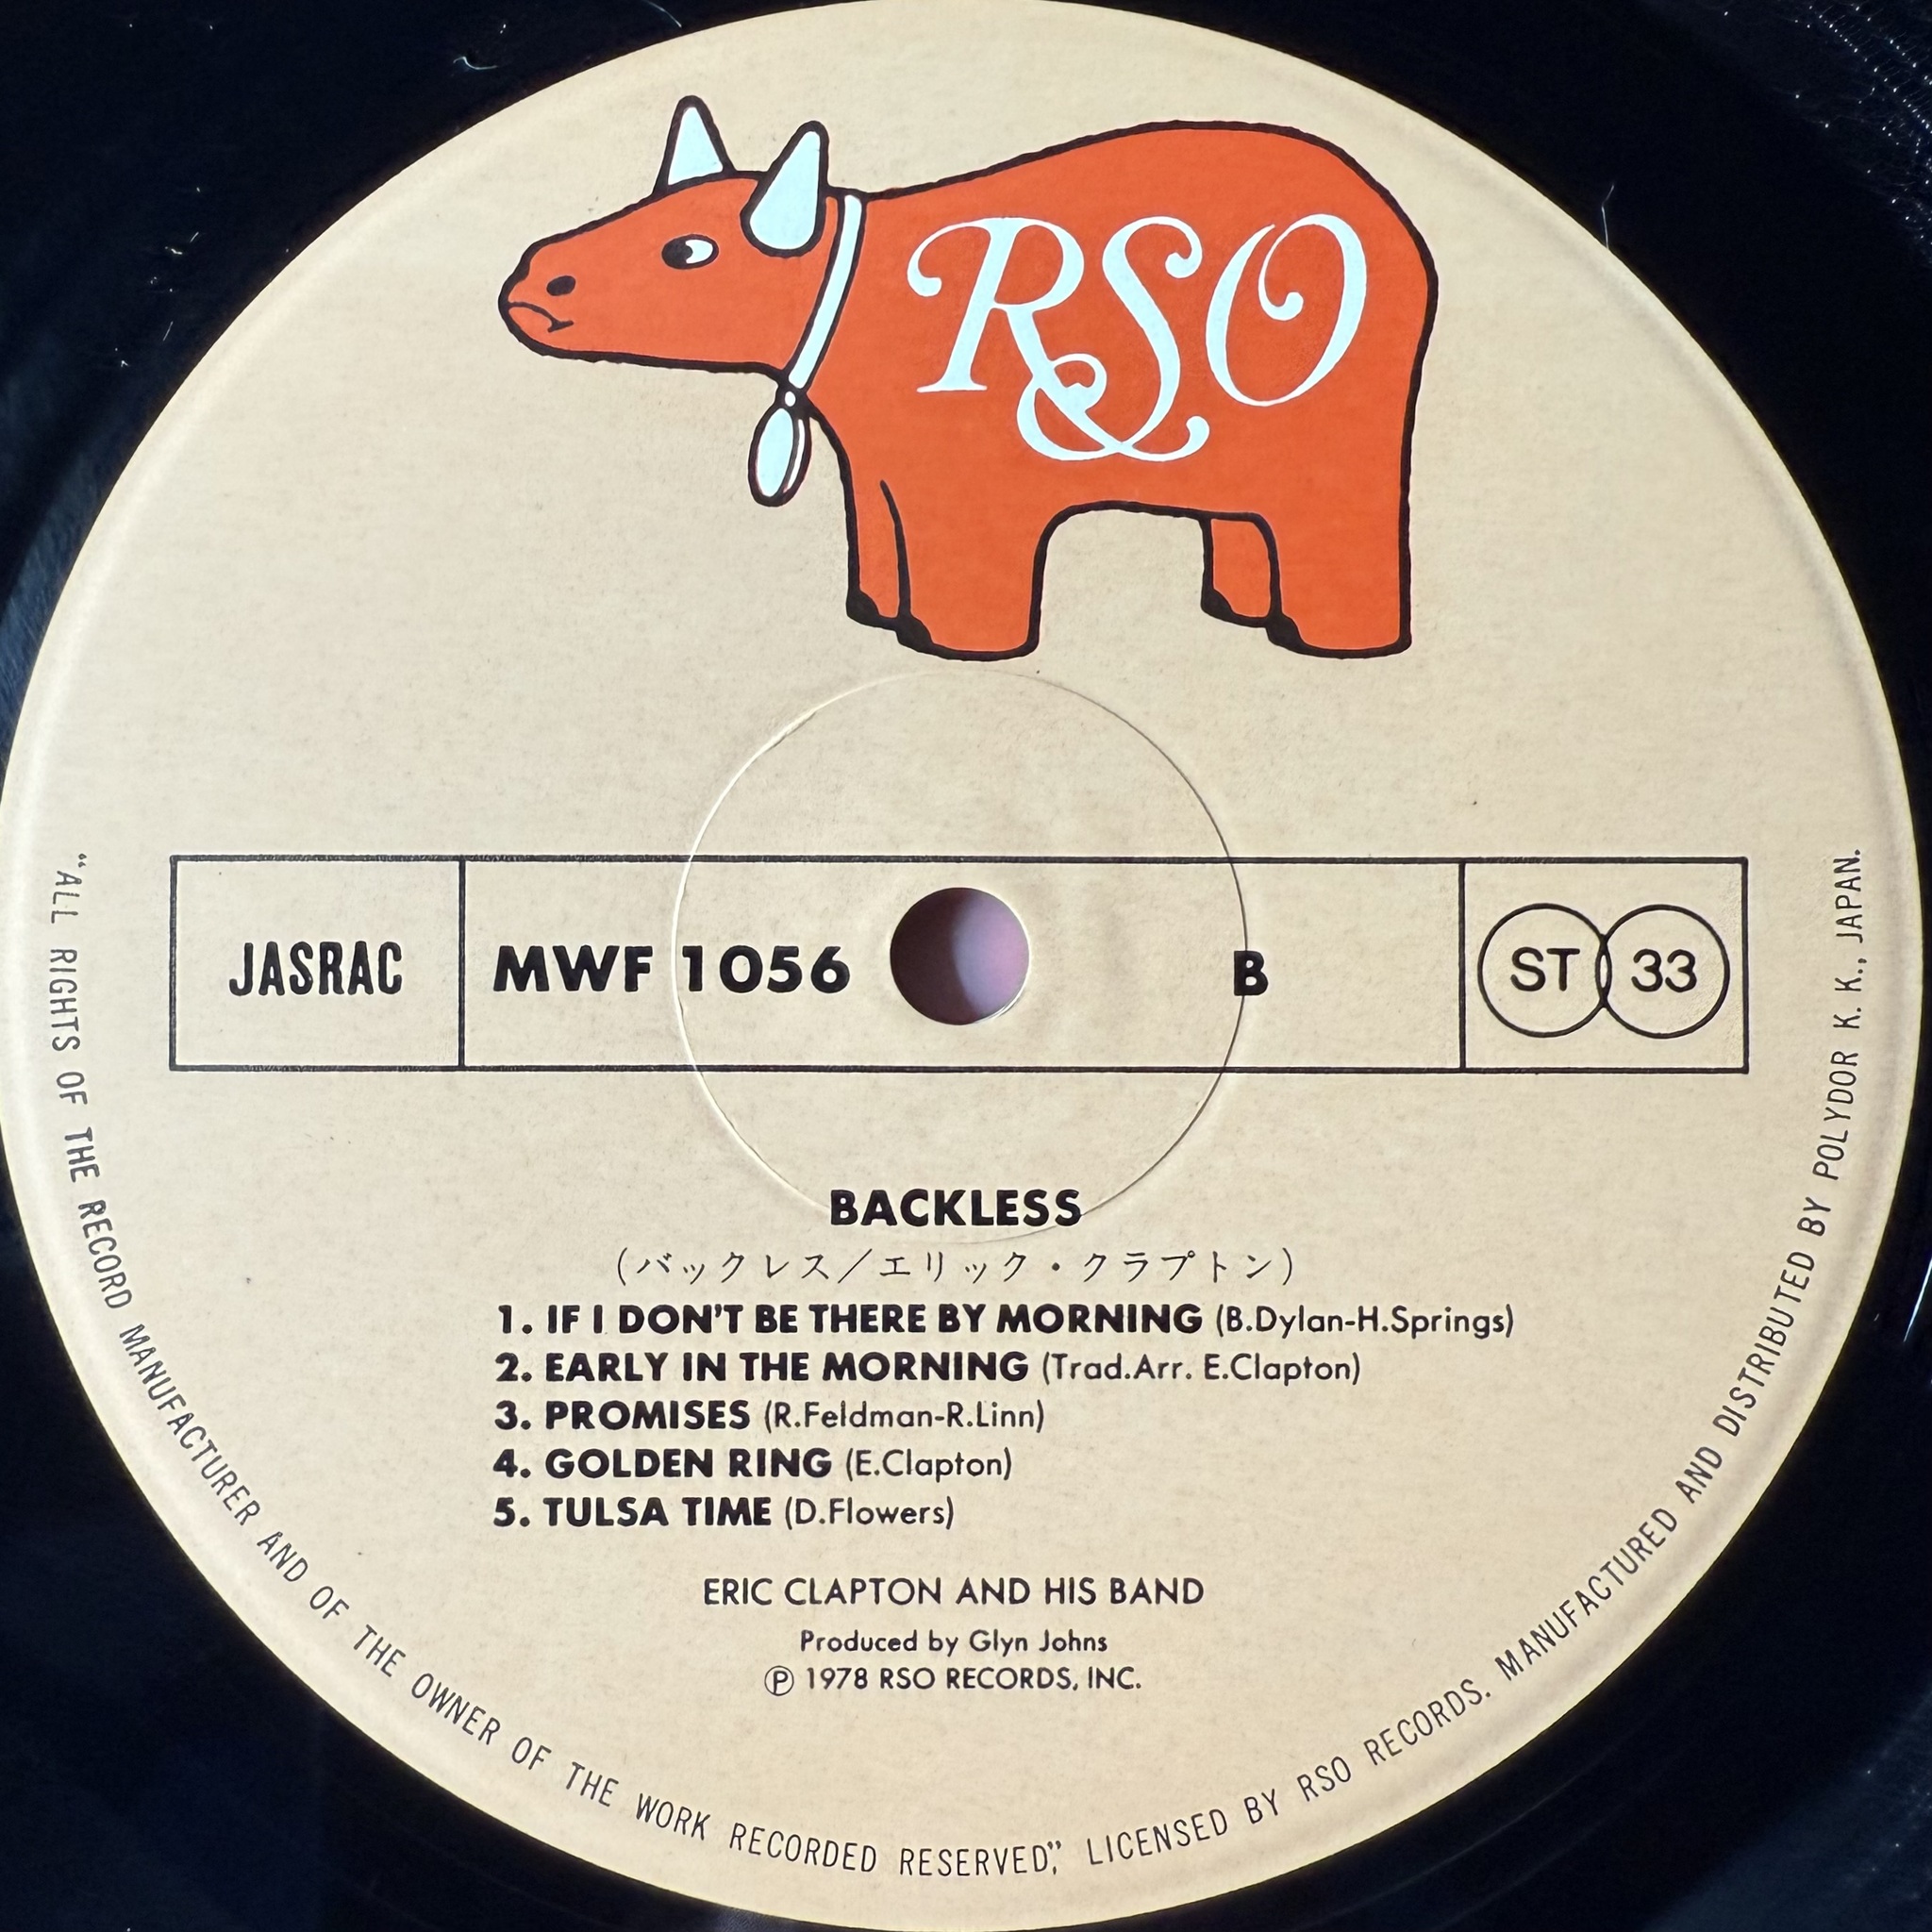 RSO
JASRAC
MWF 1056
B
ST 33
BACKLESS
(バックレス/エリック・クラプトン)
1. IF I DON'T BE THERE BY MORNING (B.Dylan-H.Springs)
2. EARLY IN THE MORNING (Trad.Arr. E.Clapton)
3. PROMISES (R.Feldman-R.Linn)
4. GOLDEN RING (E.Clapton)
5. TULSA TIME (D.Flowers)
ERIC CLAPTON AND HIS BAND
Produced by Glyn Johns
Ⓟ 1978 RSO RECORDS, INC.
“ALL RIGHTS OF THE RECORD MANUFACTURER AND OF THE OWNER OF THE WORK RECORDED RESERVED,” LICENSED BY RSO RECORDS. MANUFACTURED AND DISTRIBUTED BY POLYDOR K. K., JAPAN.